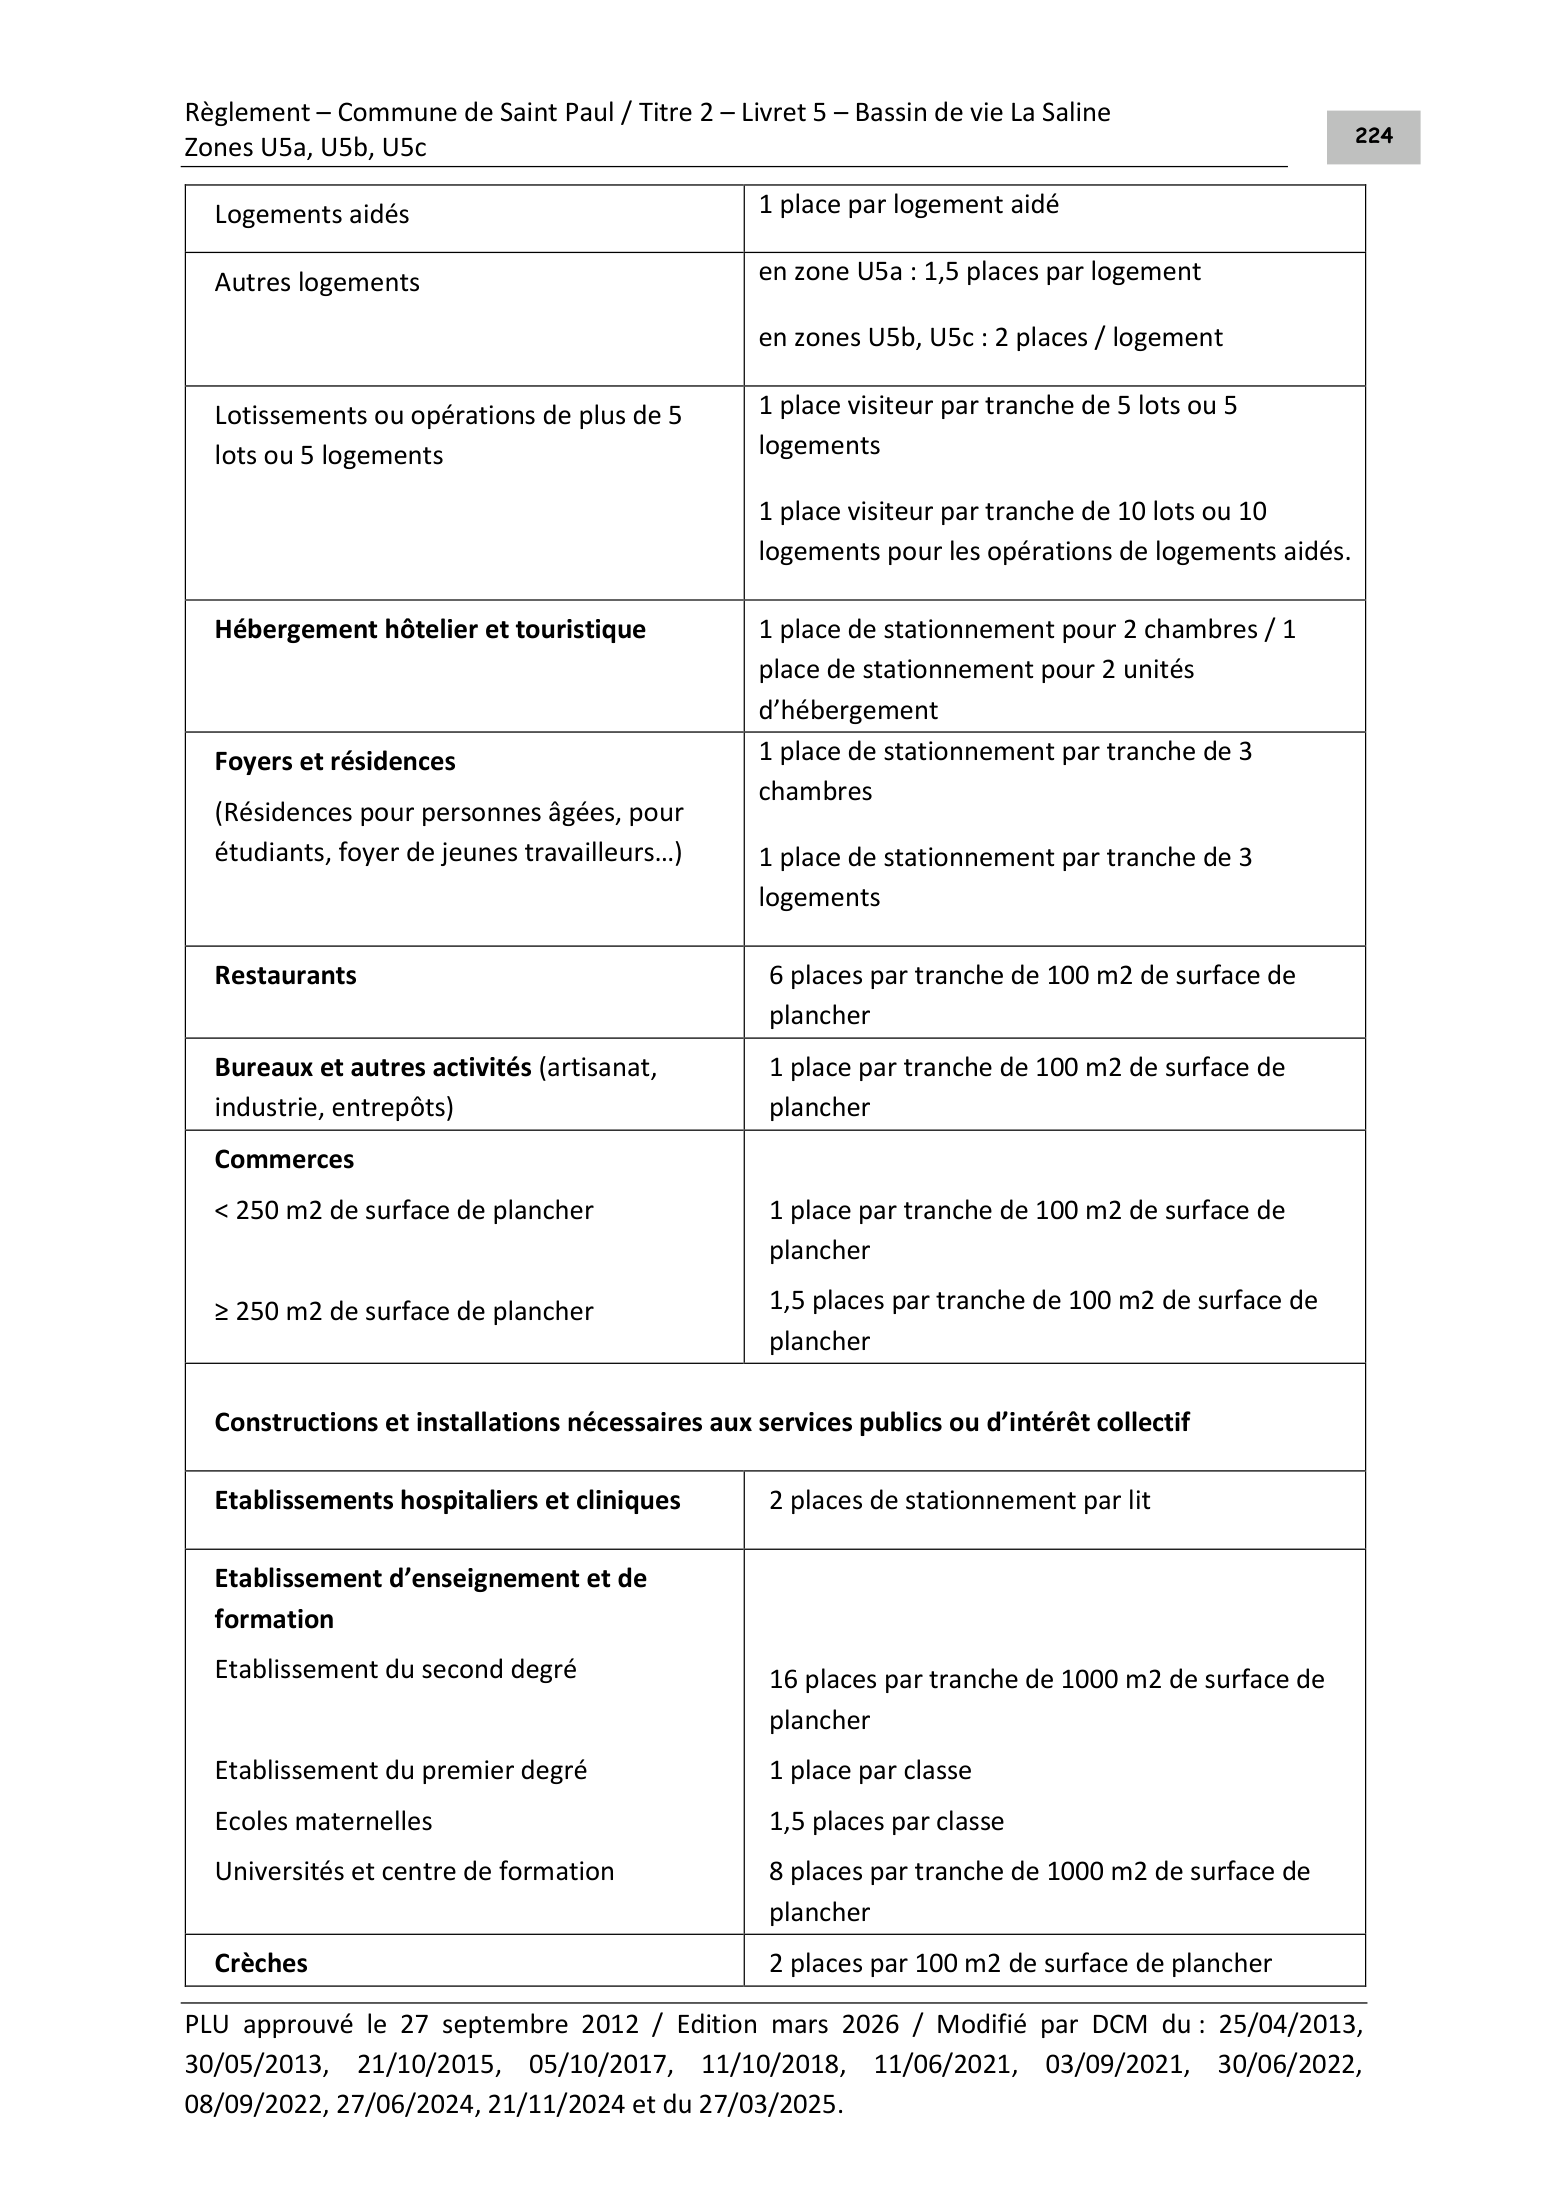 Règlement – Commune de Saint Paul / Titre 2 – Livret 5 – Bassin de vie La Saline
Zones U5a, U5b, U5c
224
Logements aidés
1 place par logement aidé
Autres logements
en zone U5a : 1,5 places par logement
en zones U5b, U5c : 2 places / logement
Lotissements ou opérations de plus de 5
lots ou 5 logements
1 place visiteur par tranche de 5 lots ou 5
logements
1 place visiteur par tranche de 10 lots ou 10
logements pour les opérations de logements aidés.
Hébergement hôtelier et touristique
1 place de stationnement pour 2 chambres / 1
place de stationnement pour 2 unités
d’hébergement
Foyers et résidences
(Résidences pour personnes âgées, pour
étudiants, foyer de jeunes travailleurs…)
1 place de stationnement par tranche de 3
chambres
1 place de stationnement par tranche de 3
logements
Restaurants
6 places par tranche de 100 m2 de surface de
plancher
Bureaux et autres activités (artisanat,
industrie, entrepôts)
1 place par tranche de 100 m2 de surface de
plancher
Commerces
< 250 m2 de surface de plancher
1 place par tranche de 100 m2 de surface de
plancher
≥ 250 m2 de surface de plancher
1,5 places par tranche de 100 m2 de surface de
plancher
Constructions et installations nécessaires aux services publics ou d’intérêt collectif
Etablissements hospitaliers et cliniques
2 places de stationnement par lit
Etablissement d’enseignement et de
formation
Etablissement du second degré
16 places par tranche de 1000 m2 de surface de
plancher
Etablissement du premier degré
1 place par classe
Ecoles maternelles
1,5 places par classe
Universités et centre de formation
8 places par tranche de 1000 m2 de surface de
plancher
Crèches
2 places par 100 m2 de surface de plancher
PLU approuvé le 27 septembre 2012 / Edition mars 2026 / Modifié par DCM du : 25/04/2013,
30/05/2013, 21/10/2015, 05/10/2017, 11/10/2018, 11/06/2021, 03/09/2021, 30/06/2022,
08/09/2022, 27/06/2024, 21/11/2024 et du 27/03/2025.